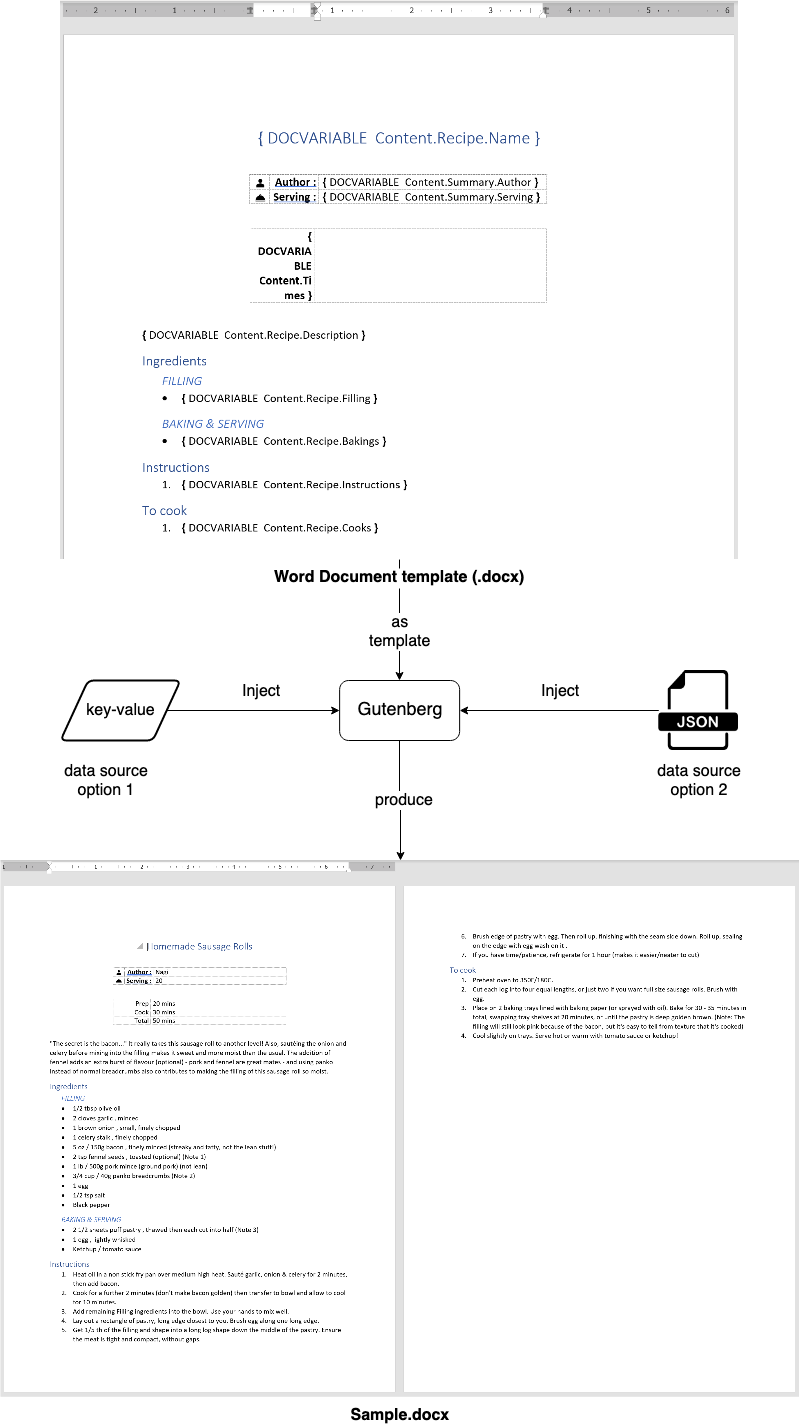 2 1 1 2 3 4 5 6
{ DOCVARIABLE Content.Recipe.Name }
Author : { DOCVARIABLE Content.Summary.Author }
Serving : { DOCVARIABLE Content.Summary.Serving }
{
DOCVARIA
BLE
Content.Ti
mes }
{ DOCVARIABLE Content.Recipe.Description }
Ingredients
FILLING
• { DOCVARIABLE Content.Recipe.Filling }
BAKING & SERVING
• { DOCVARIABLE Content.Recipe.Bakings }
Instructions
1. { DOCVARIABLE Content.Recipe.Instructions }
To cook
1. { DOCVARIABLE Content.Recipe.Cooks }
Word Document template (.docx)
as
template
key-value
Inject
Gutenberg
Inject
JSON
data source
option 1
data source
option 2
produce
Homemade Sausage Rolls
Author : Nagi
Serving : 20
Prep 20 mins
Cook 30 mins
Total 50 mins
"The secret is the bacon..." It really takes this sausage roll to another level! Also, sautéing the onion and
celery before mixing into the filling makes it sweet and more moist than the usual. The addition of
fennel adds an extra burst of flavour (optional) - pork and fennel are great mates - and using panko
instead of normal breadcrumbs also contributes to making the filling of this sausage roll so moist.
Ingredients
FILLING
• 1/2 tbsp olive oil
• 2 cloves garlic , minced
• 1 brown onion , small, finely chopped
• 1 celery stalk , finely chopped
• 5 oz / 150g bacon , finely minced (streaky and fatty, not the lean stuff!)
• 2 tsp fennel seeds , toasted (optional) (Note 1)
• 1 lb / 500g pork mince (ground pork) (not lean)
• 3/4 cup / 40g panko breadcrumbs (Note 2)
• 1 egg
• 1/2 tsp salt
• Black pepper
BAKING & SERVING
• 2 1/2 sheets puff pastry , thawed then each cut into half (Note 3)
• 1 egg , lightly whisked
• Ketchup / tomato sauce
Instructions
1. Heat oil in a non stick fry pan over medium high heat. Sauté garlic, onion & celery for 2 minutes,
then add bacon.
2. Cook for a further 2 minutes (don't make bacon golden) then transfer to bowl and allow to cool
for 10 minutes.
3. Add remaining Filling ingredients into the bowl. Use your hands to mix well.
4. Lay out a rectangle of pastry, long edge closest to you. Brush egg along one long edge.
5. Get 1/5 th of the filling and shape into a long log shape down the middle of the pastry. Ensure
the meat is tight and compact, without gaps.
6. Brush edge of pastry with egg. Then roll up, finishing with the seam side down. Roll up, sealing
on the edge with egg wash on it .
7. If you have time/patience, refrigerate for 1 hour (makes it easier/neater to cut)
To cook
1. Preheat oven to 350F/180C.
2. Cut each log into four equal lengths, or just two if you want full size sausage rolls. Brush with
egg.
3. Place on 2 baking trays lined with baking paper (or sprayed with oil). Bake for 30 - 35 minutes in
total, swapping tray shelves at 20 minutes, or until the pastry is deep golden brown. (Note: The
filling will still look pink because of the bacon, but it's easy to tell from texture that it's cooked)
4. Cool slightly on trays. Serve hot or warm with tomato sauce or ketchup!
Sample.docx